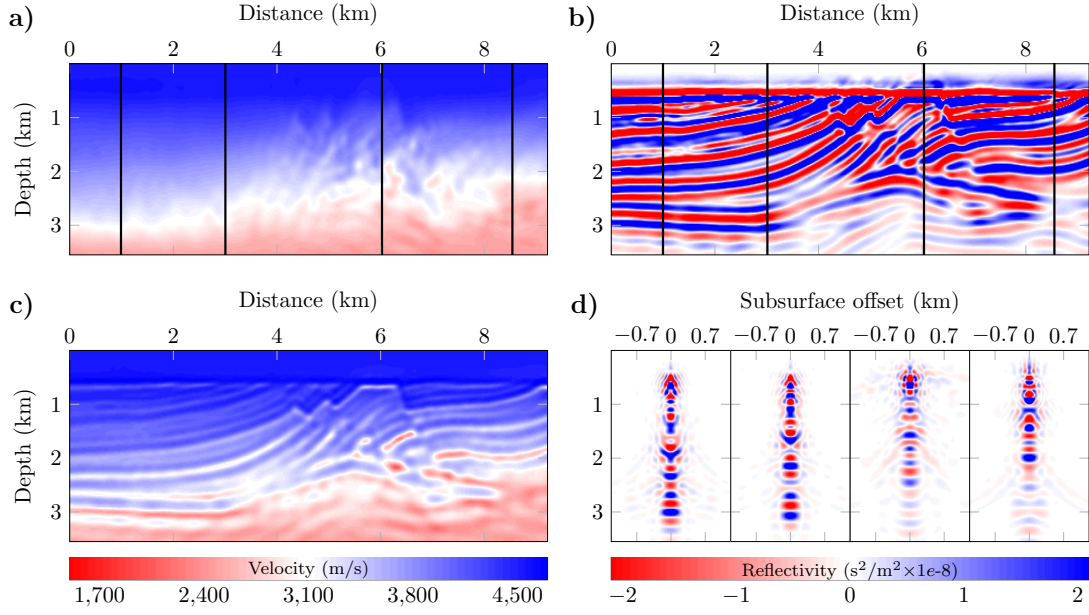 a)
Distance (km)
0 2 4 6 8
Depth (km)
1
2
3
b)
Distance (km)
0 2 4 6 8
1
2
3
c)
Distance (km)
0 2 4 6 8
Depth (km)
1
2
3
Velocity (m/s)
1,700 2,400 3,100 3,800 4,500
d)
Subsurface offset (km)
−0.7 0 0.7 −0.7 0 0.7 −0.7 0 0.7 −0.7 0 0.7
1
2
3
Reflectivity (s²/m²×1e-8)
−2 −1 0 1 2